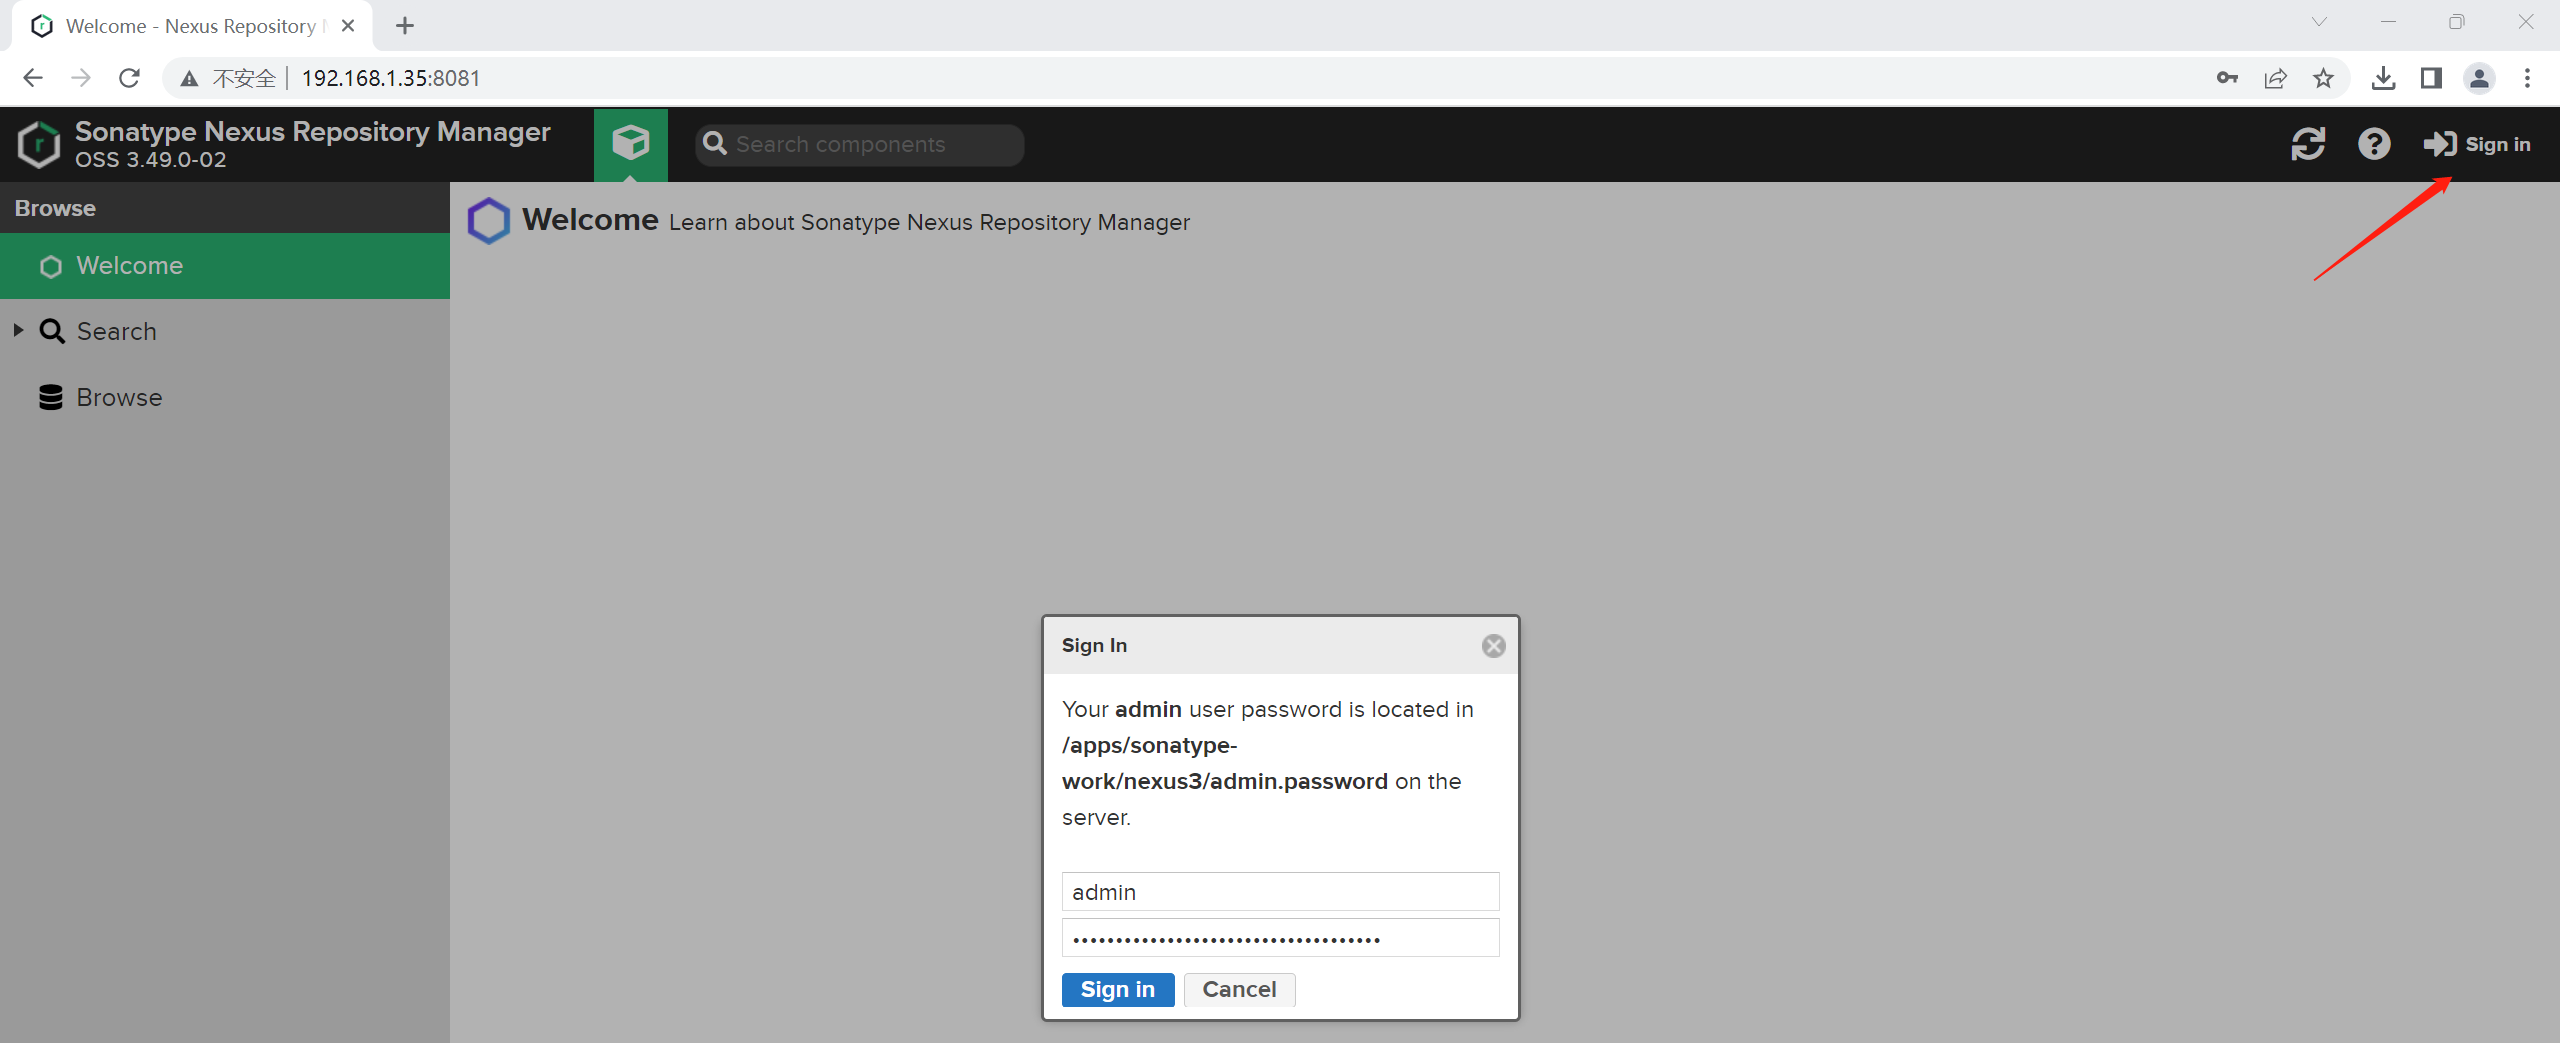 Welcome - Nexus Repository
不安全 192.168.1.35:8081
Sonatype Nexus Repository Manager
OSS 3.49.0-02
Search components
Sign in
Browse
Welcome Learn about Sonatype Nexus Repository Manager
Welcome
Search
Browse
Sign In
Your admin user password is located in
/apps/sonatype-
work/nexus3/admin.password on the
server.
admin
••••••••••••••••••••••••••••••••••••
Sign in Cancel